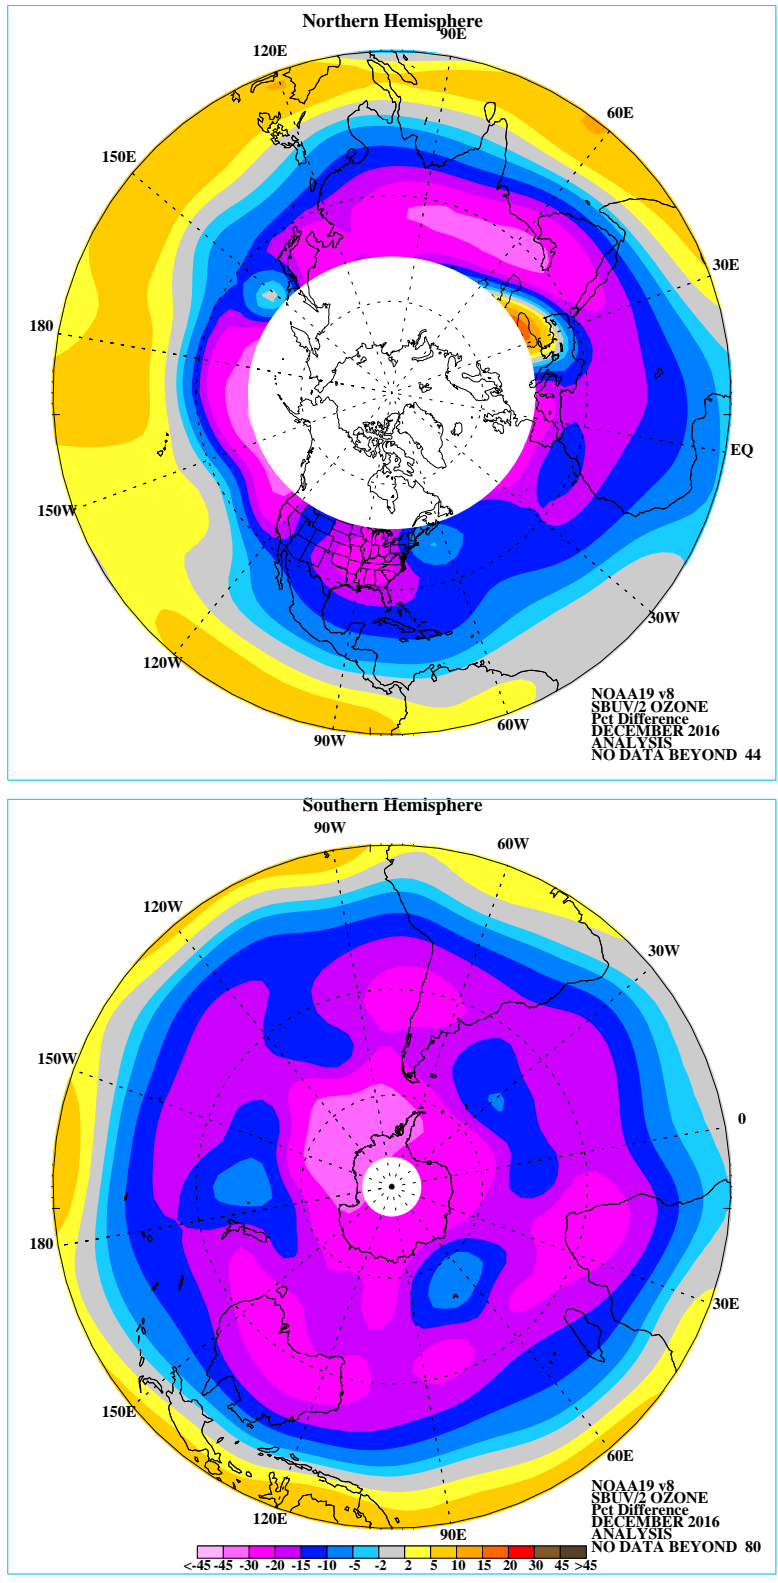 Northern Hemisphere
90E
120E
60E
150E
30E
180
EQ
150W
30W
120W
60W
90W
NOAA19 v8
SBUV/2 OZONE
Pct Difference
DECEMBER 2016
ANALYSIS
NO DATA BEYOND 44
Southern Hemisphere
90W
60W
120W
30W
150W
0
180
30E
150E
60E
120E
90E
NOAA19 v8
SBUV/2 OZONE
Pct Difference
DECEMBER 2016
ANALYSIS
NO DATA BEYOND 80
<-45 -45 -30 -20 -15 -10 -5 -2 2 5 10 15 20 30 45 >45